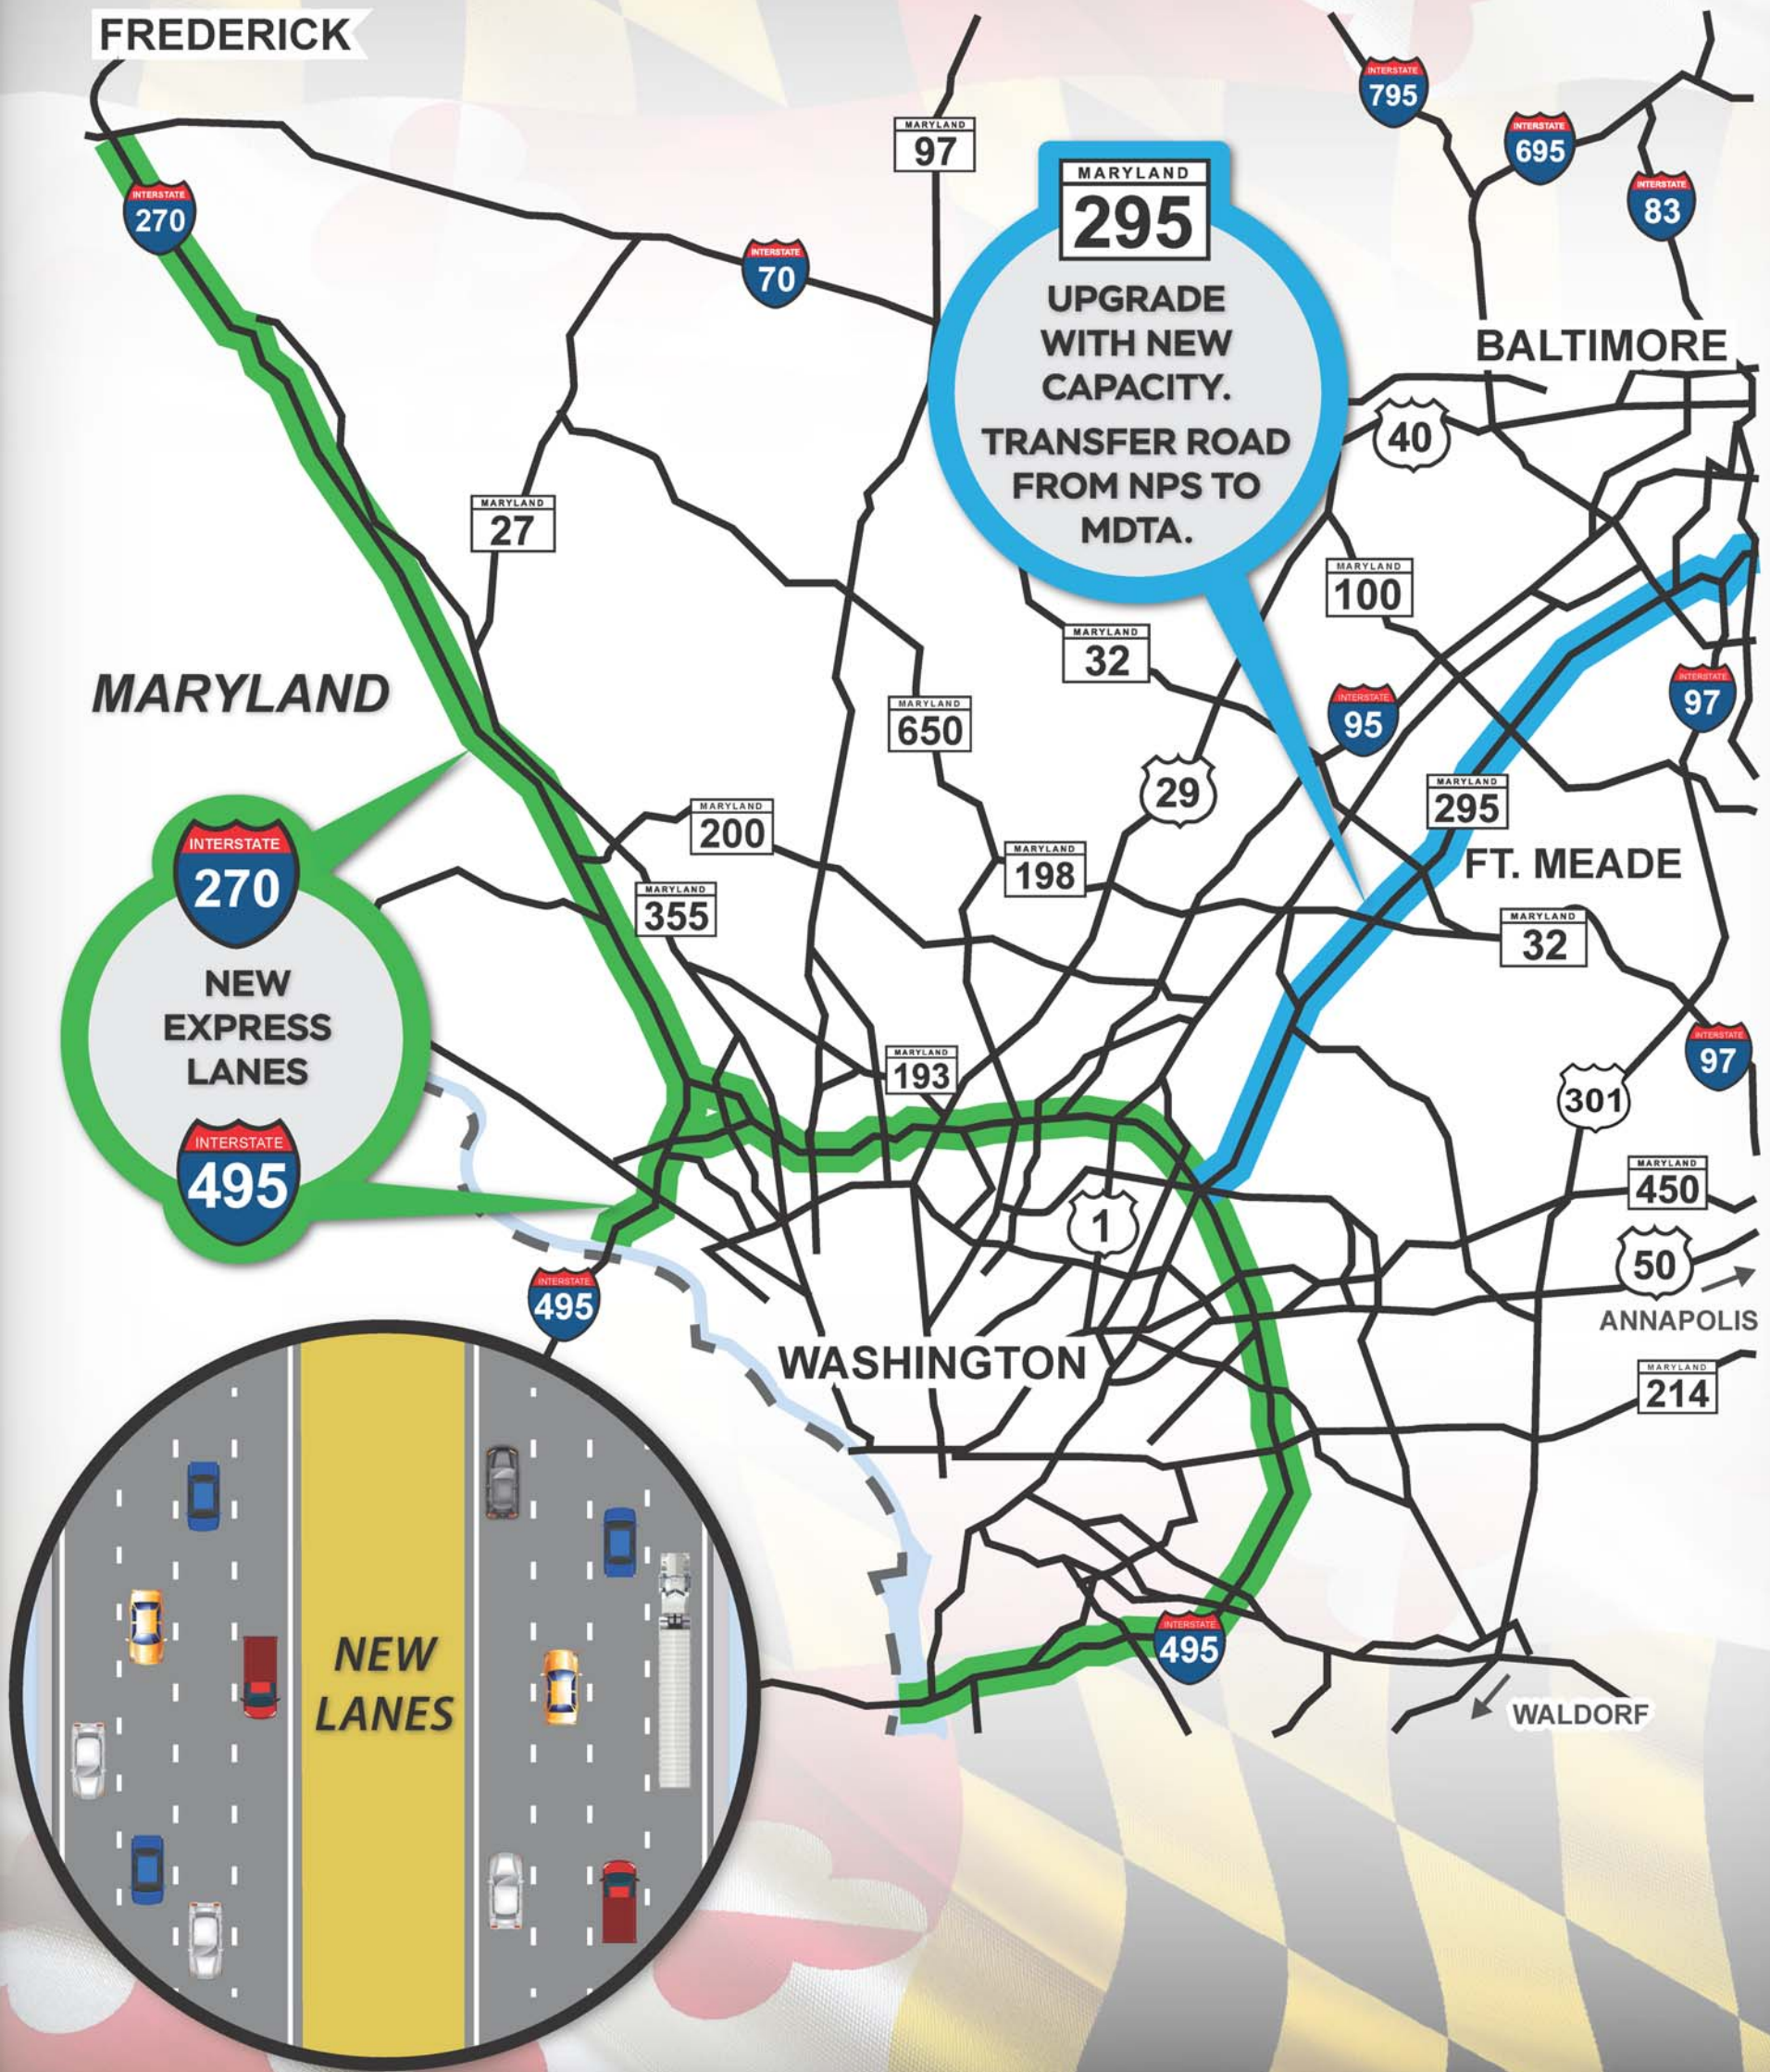 FREDERICK
INTERSTATE
270
MARYLAND
97
INTERSTATE
795
INTERSTATE
695
INTERSTATE
83
INTERSTATE
70
MARYLAND
295
UPGRADE
WITH NEW
CAPACITY.
TRANSFER ROAD
FROM NPS TO
MDTA.
BALTIMORE
40
MARYLAND
27
MARYLAND
100
MARYLAND
32
MARYLAND
INTERSTATE
97
INTERSTATE
95
MARYLAND
650
29
MARYLAND
295
MARYLAND
200
MARYLAND
198
FT. MEADE
MARYLAND
355
MARYLAND
32
INTERSTATE
270
NEW
EXPRESS
LANES
INTERSTATE
495
MARYLAND
193
INTERSTATE
97
301
MARYLAND
450
1
50
ANNAPOLIS
INTERSTATE
495
WASHINGTON
MARYLAND
214
NEW
LANES
INTERSTATE
495
WALDORF